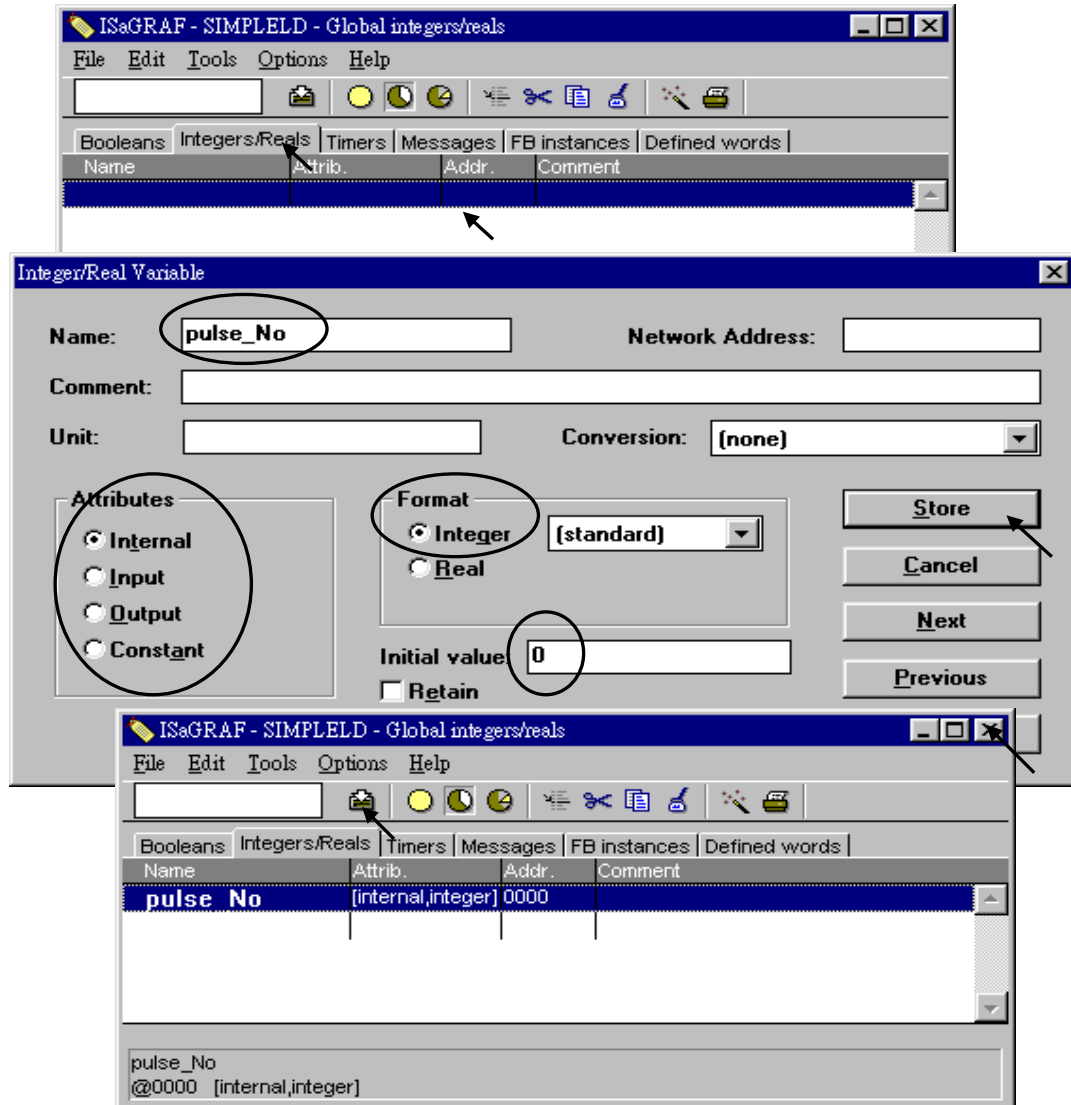 ISaGRAF - SIMPLELD - Global integers/reals
File Edit Tools Options Help
Booleans Integers/Reals Timers Messages FB instances Defined words
Name Attrib. Addr. Comment
Integer/Real Variable
Name: pulse_No Network Address:
Comment:
Unit: Conversion: (none)
Attributes Format
Store
Internal Integer (standard)
Input Real
Cancel
Output
Next
Constant
Initial value: 0
Previous
Retain
ISaGRAF - SIMPLELD - Global integers/reals
File Edit Tools Options Help
Booleans Integers/Reals Timers Messages FB instances Defined words
Name Attrib. Addr. Comment
pulse_No [internal,integer] 0000
pulse_No
@0000 [internal,integer]